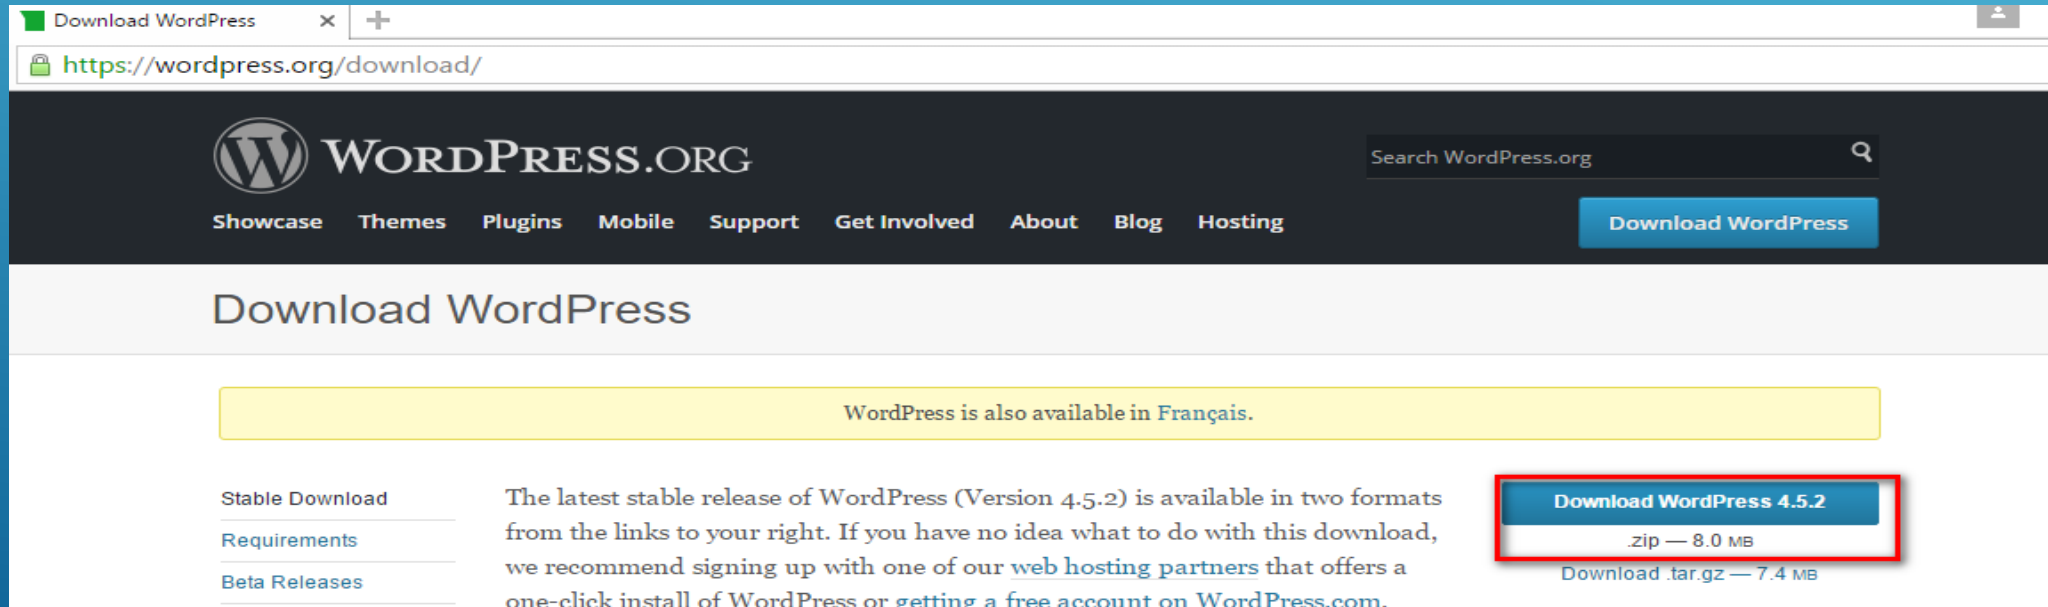 Download WordPress
https://wordpress.org/download/
WORDPRESS.ORG
Search WordPress.org
Showcase Themes Plugins Mobile Support Get Involved About Blog Hosting
Download WordPress
Download WordPress
WordPress is also available in Français.
Stable Download
Requirements
Beta Releases
The latest stable release of WordPress (Version 4.5.2) is available in two formats
from the links to your right. If you have no idea what to do with this download,
we recommend signing up with one of our web hosting partners that offers a
one-click install of WordPress or getting a free account on WordPress.com.
Download WordPress 4.5.2
.zip — 8.0 MB
Download .tar.gz — 7.4 MB